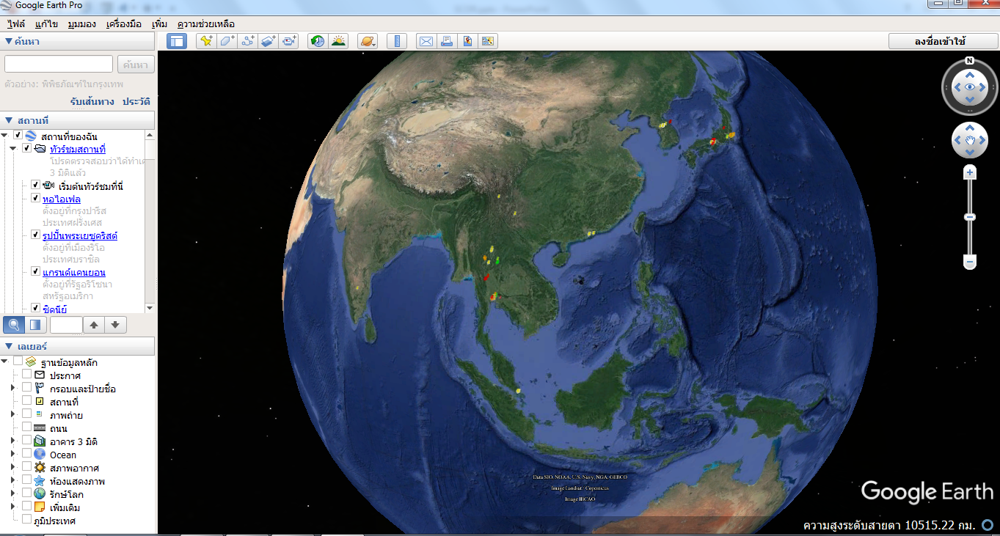 Google Earth Pro
ไฟล์ แก้ไข มุมมอง เครื่องมือ เพิ่ม ความช่วยเหลือ
ค้นหา
ลงชื่อเข้าใช้
ค้นหา
ตัวอย่าง: พิพิธภัณฑ์ในกรุงเทพ
รับเส้นทาง ประวัติ
สถานที่
สถานที่ของฉัน
ทัวร์ชมสถานที่
โปรดตรวจสอบว่าได้ทำเค
3 มิติแล้ว
เริ่มต้นทัวร์ชมที่นี่
หอไอเฟล
ตั้งอยู่ที่กรุงปารีส
ประเทศฝรั่งเศส
รูปปั้นพระเยซูคริสต์
ตั้งอยู่ที่เมืองริโอ
ประเทศบราซิล
แกรนด์แคนยอน
ตั้งอยู่ที่รัฐอริโซนา
สหรัฐอเมริกา
ซิดนีย์
เลเยอร์
ฐานข้อมูลหลัก
ประกาศ
กรอบและป้ายชื่อ
สถานที่
ภาพถ่าย
ถนน
อาคาร 3 มิติ
Ocean
สภาพอากาศ
ห้องแสดงภาพ
รักษ์โลก
เพิ่มเติม
ภูมิประเทศ
N
Data SIO, NOAA, U.S. Navy, NGA, GEBCO
Image Landsat / Copernicus
Image IBCAO
Google Earth
ความสูงระดับสายตา 10515.22 กม.